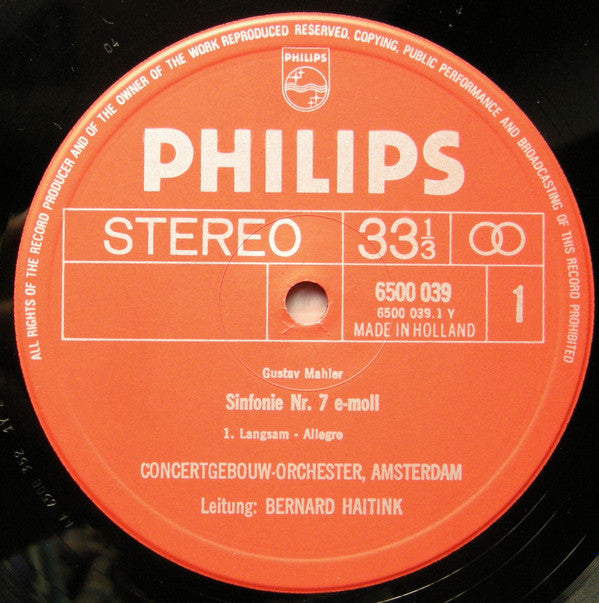 ALL RIGHTS OF THE RECORD PRODUCER AND OF THE OWNER OF THE WORK REPRODUCED RESERVED. COPYING, PUBLIC PERFORMANCE AND BROADCASTING OF THIS RECORD PROHIBITED
PHILIPS
PHILIPS
STEREO 33 1/3
6500 039 1
6500 039.1 Y
MADE IN HOLLAND
Gustav Mahler
Sinfonie Nr. 7 e-moll
1. Langsam - Allegro
CONCERTGEBOUW-ORCHESTER, AMSTERDAM
Leitung: BERNARD HAITINK